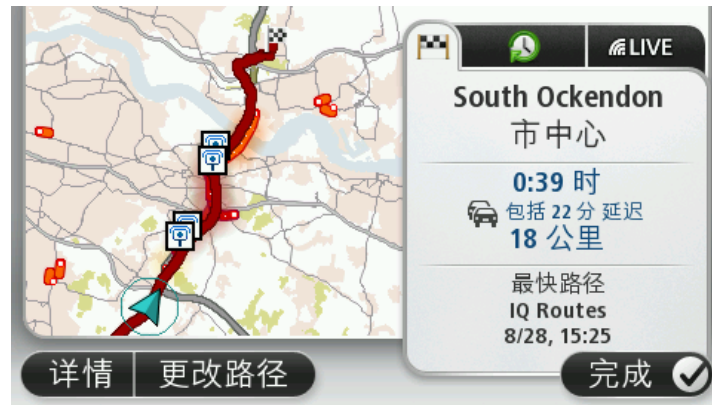 LIVE
South Ockendon
市中心
0:39 时
包括 22 分 延迟
18 公里
最快路径
IQ Routes
8/28, 15:25
详情
更改路径
完成